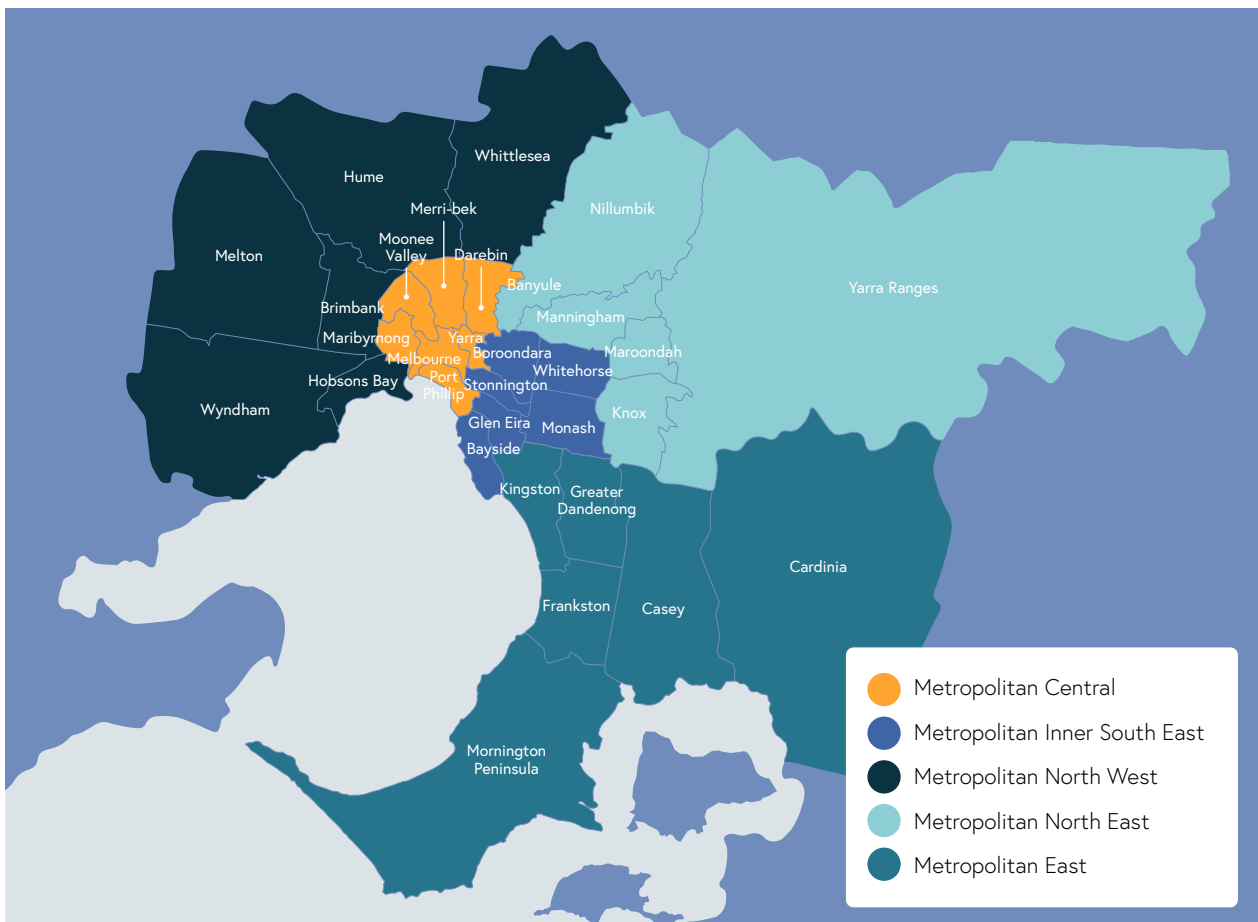 Whittlesea
Hume
Merri-bek
Nillumbik
Moonee
Valley
Darebin
Melton
Banyule
Yarra Ranges
Brimbank
Manningham
Maribyrnong
Yarra
Boroondara
Maroondah
Melbourne
Whitehorse
Port
Phillip
Hobsons Bay
Stonnington
Wyndham
Knox
Glen Eira
Monash
Bayside
Kingston
Greater
Dandenong
Cardinia
Frankston
Casey
Mornington
Peninsula
Metropolitan Central
Metropolitan Inner South East
Metropolitan North West
Metropolitan North East
Metropolitan East